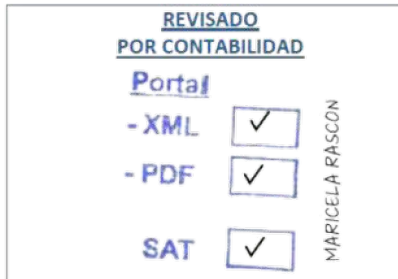 REVISADO
POR CONTABILIDAD
Portal
- XML ✓
- PDF ✓
SAT ✓
MARICELA RASCON